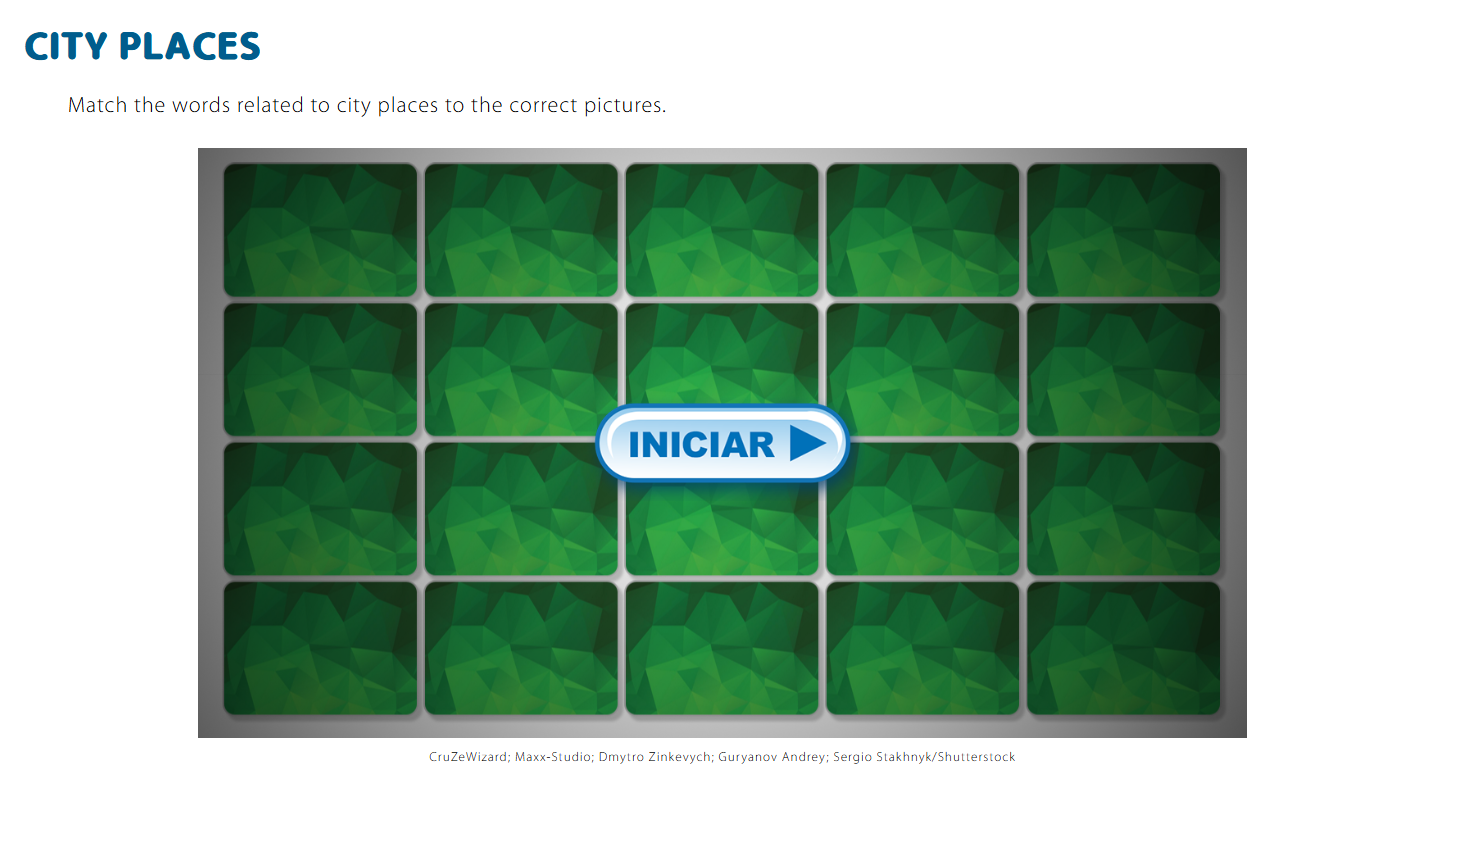 CITY PLACES
Match the words related to city places to the correct pictures.
INICIAR
CruZeWizard; Maxx-Studio; Dmytro Zinkevych; Guryanov Andrey; Sergio Stakhnyk/Shutterstock